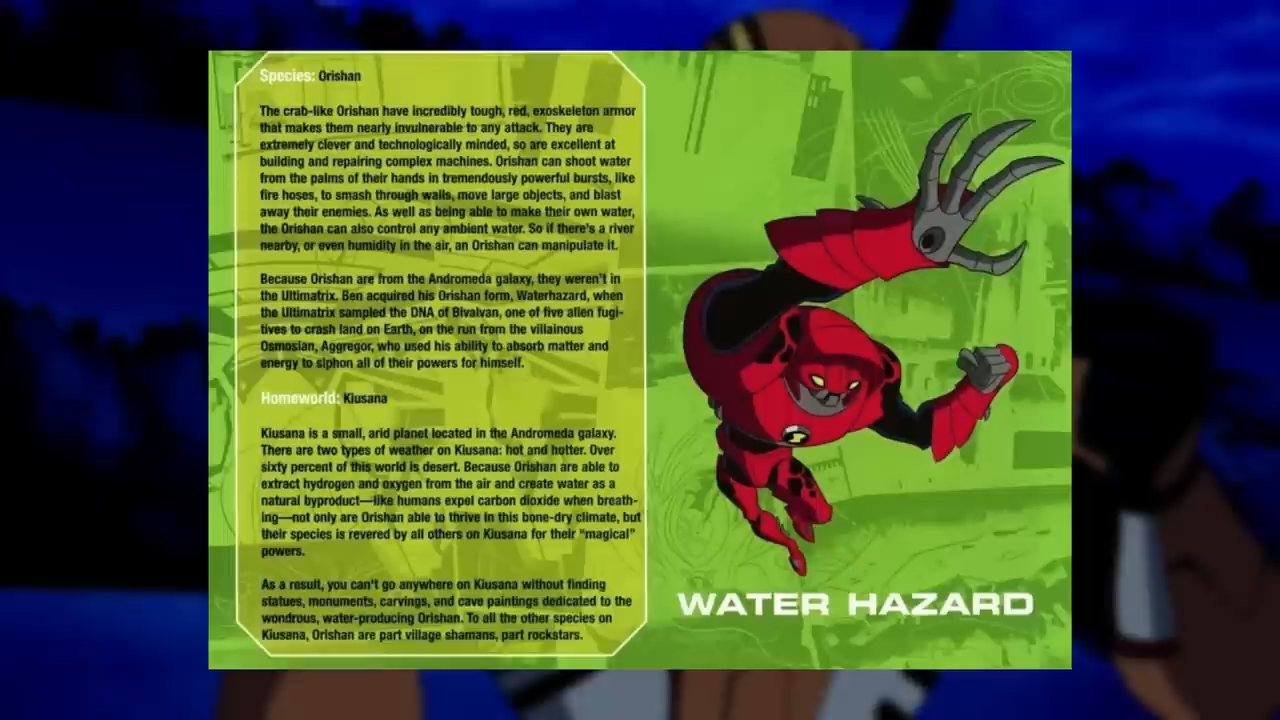 Species: Orishan
The crab-like Orishan have incredibly tough, red, exoskeleton armor
that makes them nearly invulnerable to any attack. They are
extremely clever and technologically minded, so are excellent at
building and repairing complex machines. Orishan can shoot water
from the palms of their hands in tremendously powerful bursts, like
fire hoses, to smash through walls, move large objects, and blast
away their enemies. As well as being able to make their own water,
the Orishan can also control any ambient water. So if there's a river
nearby, or even humidity in the air, an Orishan can manipulate it.
Because Orishan are from the Andromeda galaxy, they weren't in
the Ultimatrix. Ben acquired his Orishan form, Waterhazard, when
the Ultimatrix sampled the DNA of Bivalvan, one of five alien fugi-
tives to crash land on Earth, on the run from the villainous
Osmosian, Aggregor, who used his ability to absorb matter and
energy to siphon all of their powers for himself.
Homeworld: Kiusana
Kiusana is a small, arid planet located in the Andromeda galaxy.
There are two types of weather on Kiusana: hot and hotter. Over
sixty percent of this world is desert. Because Orishan are able to
extract hydrogen and oxygen from the air and create water as a
natural byproduct—like humans expel carbon dioxide when breath-
ing—not only are Orishan able to thrive in this bone-dry climate, but
their species is revered by all others on Kiusana for their "magical"
powers.
As a result, you can't go anywhere on Kiusana without finding
statues, monuments, carvings, and cave paintings dedicated to the
wondrous, water-producing Orishan. To all the other species on
Kiusana, Orishan are part village shamans, part rockstars.
WATER HAZARD